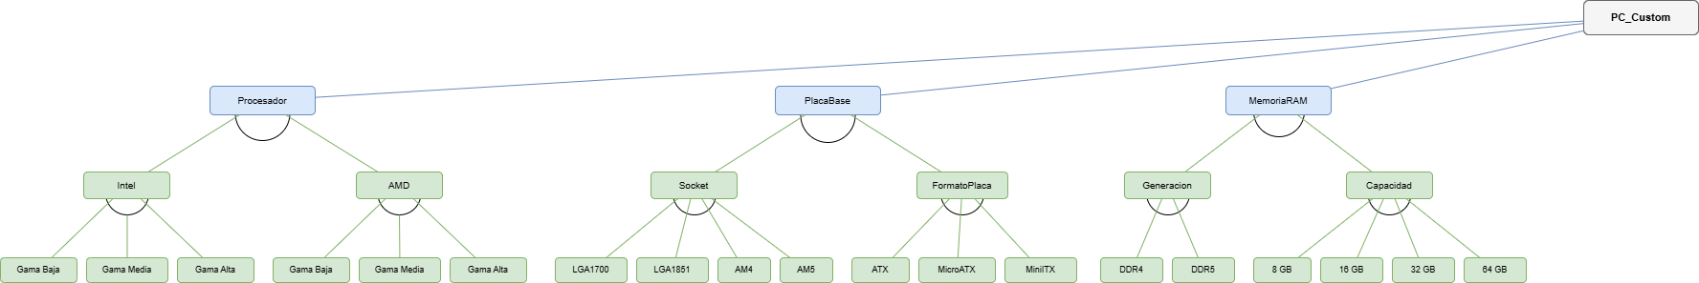 PC_Custom
Procesador
PlacaBase
MemoriaRAM
Intel
AMD
Socket
FormatoPlaca
Generacion
Capacidad
Gama Baja
Gama Media
Gama Alta
Gama Baja
Gama Media
Gama Alta
LGA1700
LGA1851
AM4
AM5
ATX
MicroATX
MiniITX
DDR4
DDR5
8 GB
16 GB
32 GB
64 GB